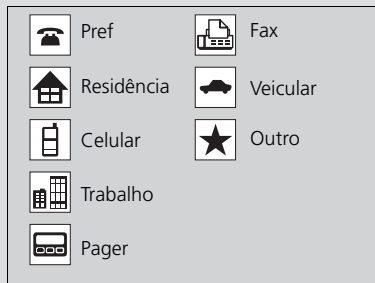 Pref
Fax
Residência
Veicular
Celular
Outro
Trabalho
Pager